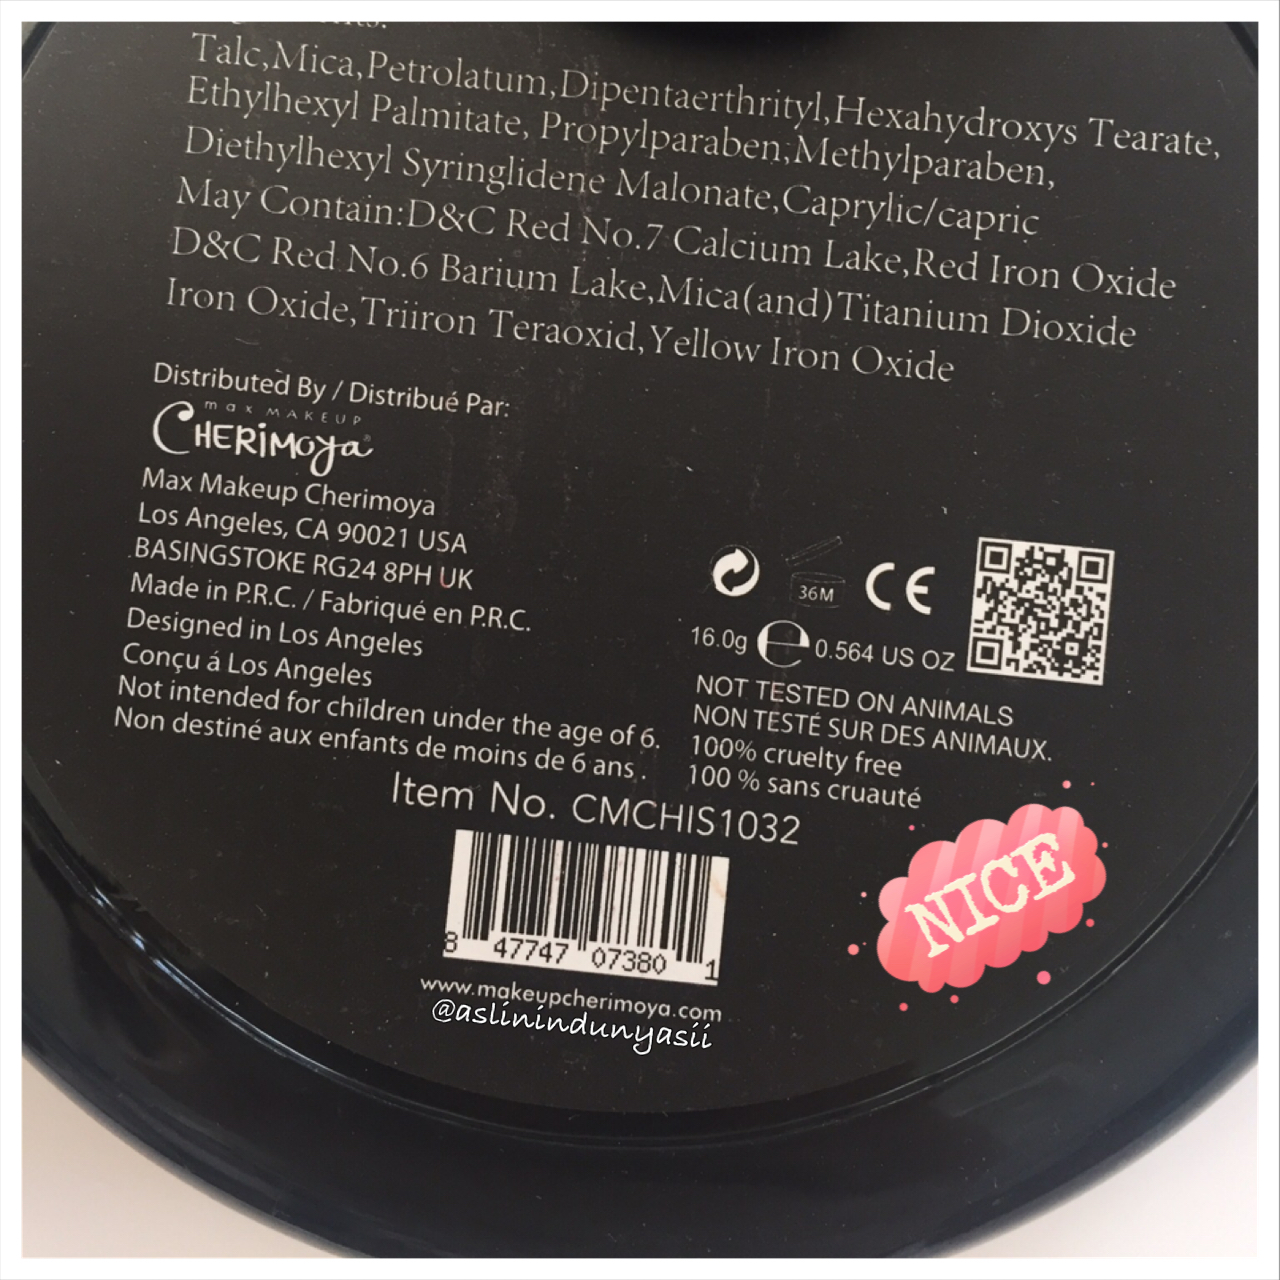 Talc,Mica,Petrolatum,Dipentaerthrityl,Hexahydroxys Tearate,
Ethylhexyl Palmitate, Propylparaben,Methylparaben,
Diethylhexyl Syringlidene Malonate,Caprylic/capric
May Contain:D&C Red No.7 Calcium Lake,Red Iron Oxide
D&C Red No.6 Barium Lake,Mica(and)Titanium Dioxide
Iron Oxide,Triiron Teraoxid,Yellow Iron Oxide
Distributed By / Distribué Par:
max MAKEUP
CHERiMoya®
Max Makeup Cherimoya
Los Angeles, CA 90021 USA
BASINGSTOKE RG24 8PH UK
Made in P.R.C. / Fabriqué en P.R.C.
Designed in Los Angeles
Conçu á Los Angeles
Not intended for children under the age of 6.
Non destiné aux enfants de moins de 6 ans .
36M
CE
16.0g e 0.564 US OZ
NOT TESTED ON ANIMALS
NON TESTÉ SUR DES ANIMAUX.
100% cruelty free
100 % sans cruauté
Item No. CMCHIS1032
8 47747 07380 1
www.makeupcherimoya.com
@aslinindunyasii
NICE